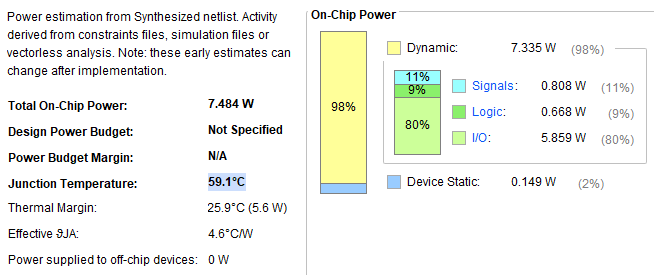 Power estimation from Synthesized netlist. Activity
derived from constraints files, simulation files or
vectorless analysis. Note: these early estimates can
change after implementation.
Total On-Chip Power: 7.484 W
Design Power Budget: Not Specified
Power Budget Margin: N/A
Junction Temperature: 59.1°C
Thermal Margin: 25.9°C (5.6 W)
Effective ϑJA: 4.6°C/W
Power supplied to off-chip devices: 0 W
On-Chip Power
98%
Dynamic: 7.335 W (98%)
11%
9%
80%
Signals: 0.808 W (11%)
Logic: 0.668 W (9%)
I/O: 5.859 W (80%)
Device Static: 0.149 W (2%)